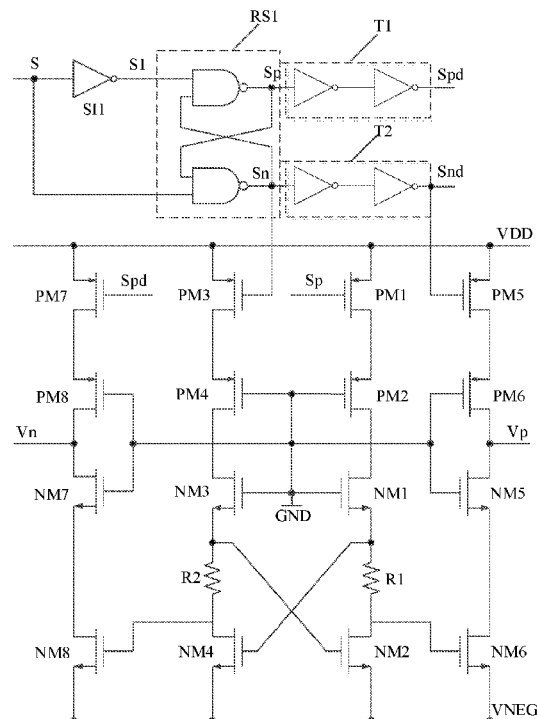 RS1
T1
S
S1
Sp
Spd
SI1
T2
Sn
Snd
VDD
PM7
Spd
PM3
Sp
PM1
PM5
PM8
PM4
PM2
PM6
Vn
Vp
NM7
NM3
GND
NM1
NM5
R2
R1
NM8
NM4
NM2
NM6
VNEG